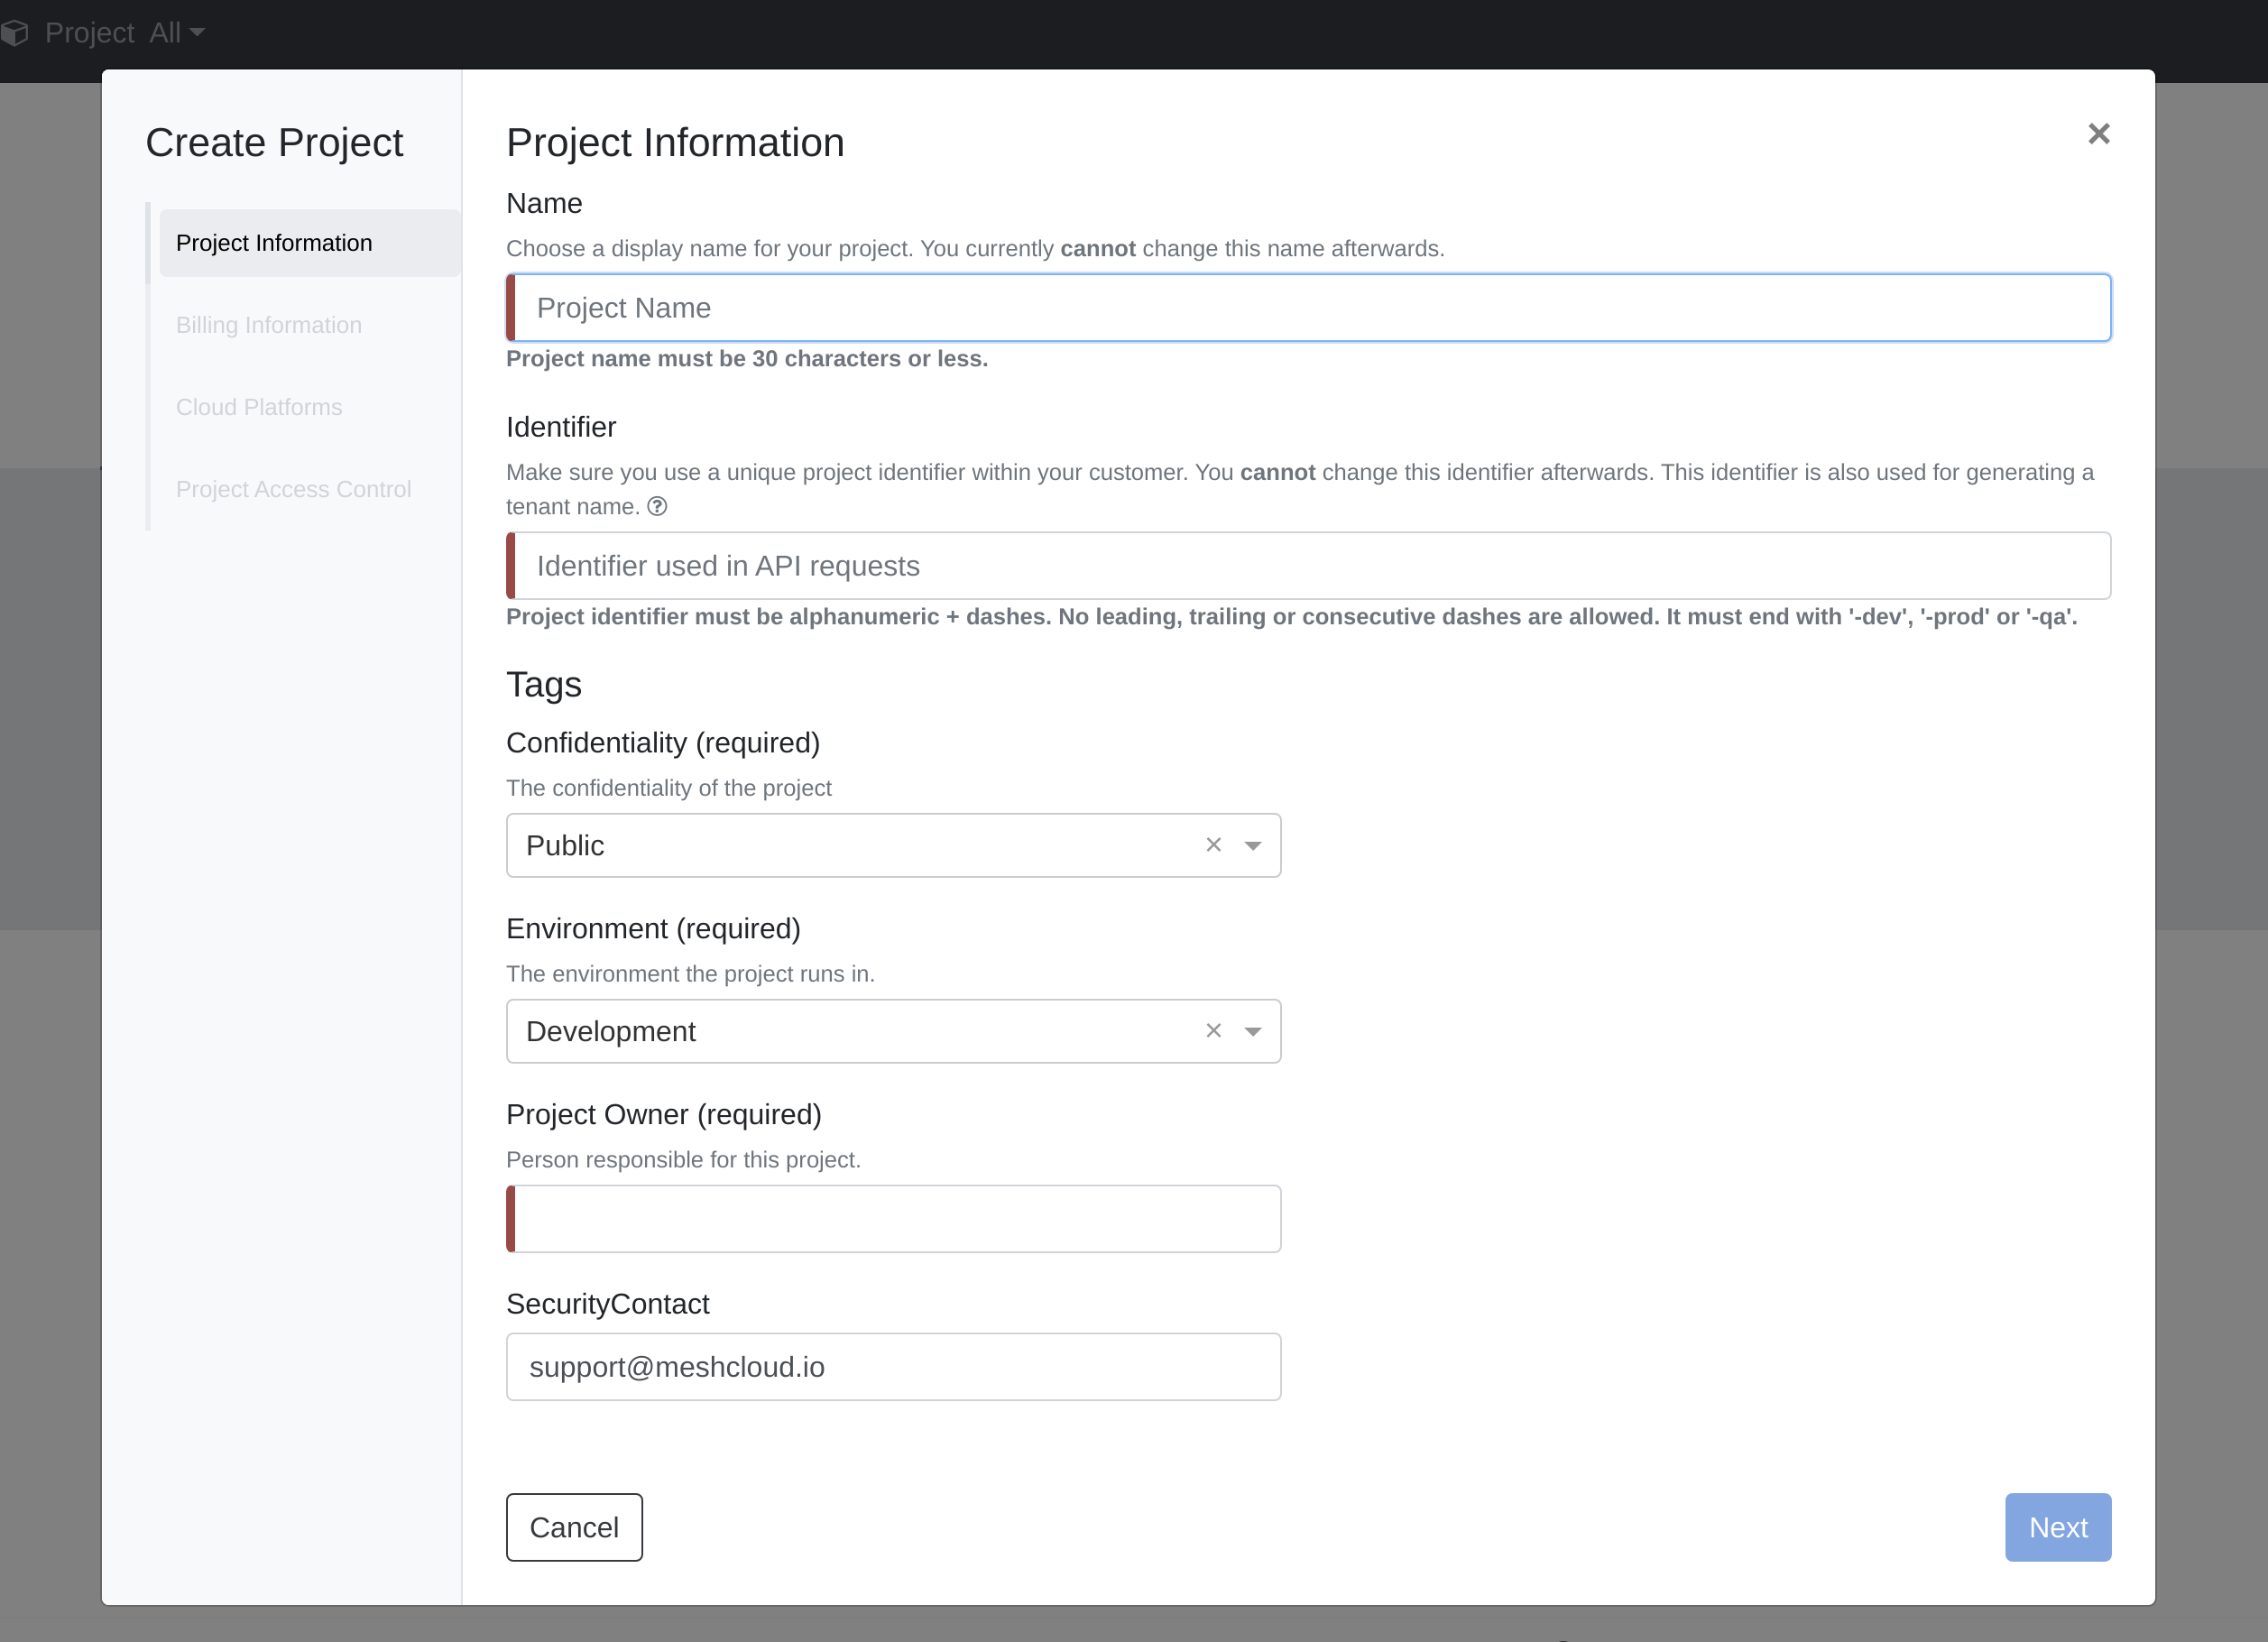 Project All
Create Project
Project Information
Billing Information
Cloud Platforms
Project Access Control
Project Information
Name
Choose a display name for your project. You currently cannot change this name afterwards.
Project Name
Project name must be 30 characters or less.
Identifier
Make sure you use a unique project identifier within your customer. You cannot change this identifier afterwards. This identifier is also used for generating a
tenant name.
Identifier used in API requests
Project identifier must be alphanumeric + dashes. No leading, trailing or consecutive dashes are allowed. It must end with '-dev', '-prod' or '-qa'.
Tags
Confidentiality (required)
The confidentiality of the project
Public
Environment (required)
The environment the project runs in.
Development
Project Owner (required)
Person responsible for this project.
SecurityContact
support@meshcloud.io
Cancel
Next